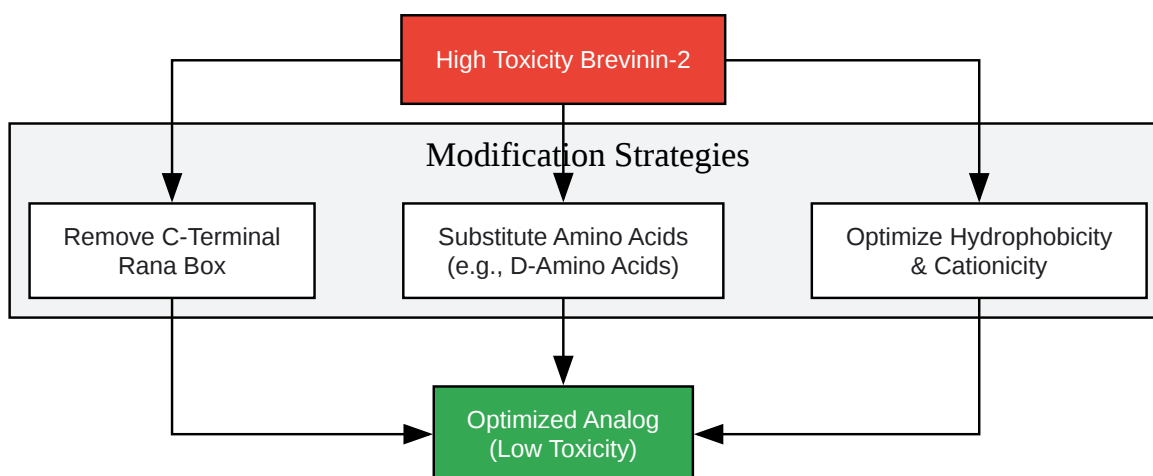 High Toxicity Brevinin-2
Modification Strategies
Remove C-Terminal
Rana Box
Substitute Amino Acids
(e.g., D-Amino Acids)
Optimize Hydrophobicity
& Cationicity
Optimized Analog
(Low Toxicity)